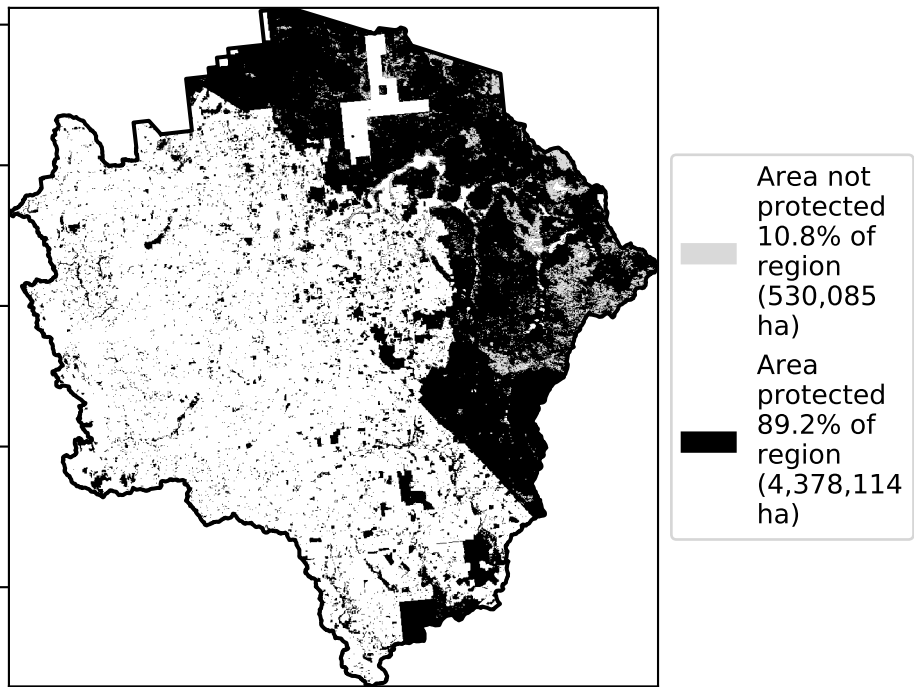 Area not
protected
10.8% of
region
(530,085
ha)
Area
protected
89.2% of
region
(4,378,114
ha)